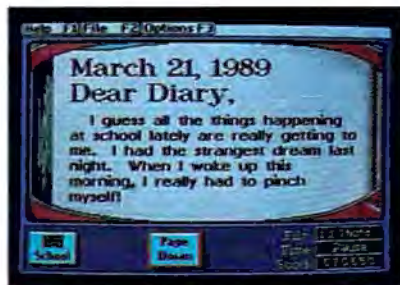 Help F1 File F2 Options F3
March 21, 1989
Dear Diary,
I guess all the things happening
at school lately are really getting to
me. I had the strangest dream last
night. When I woke up this
morning, I really had to pinch
myself!
School
Page
Down